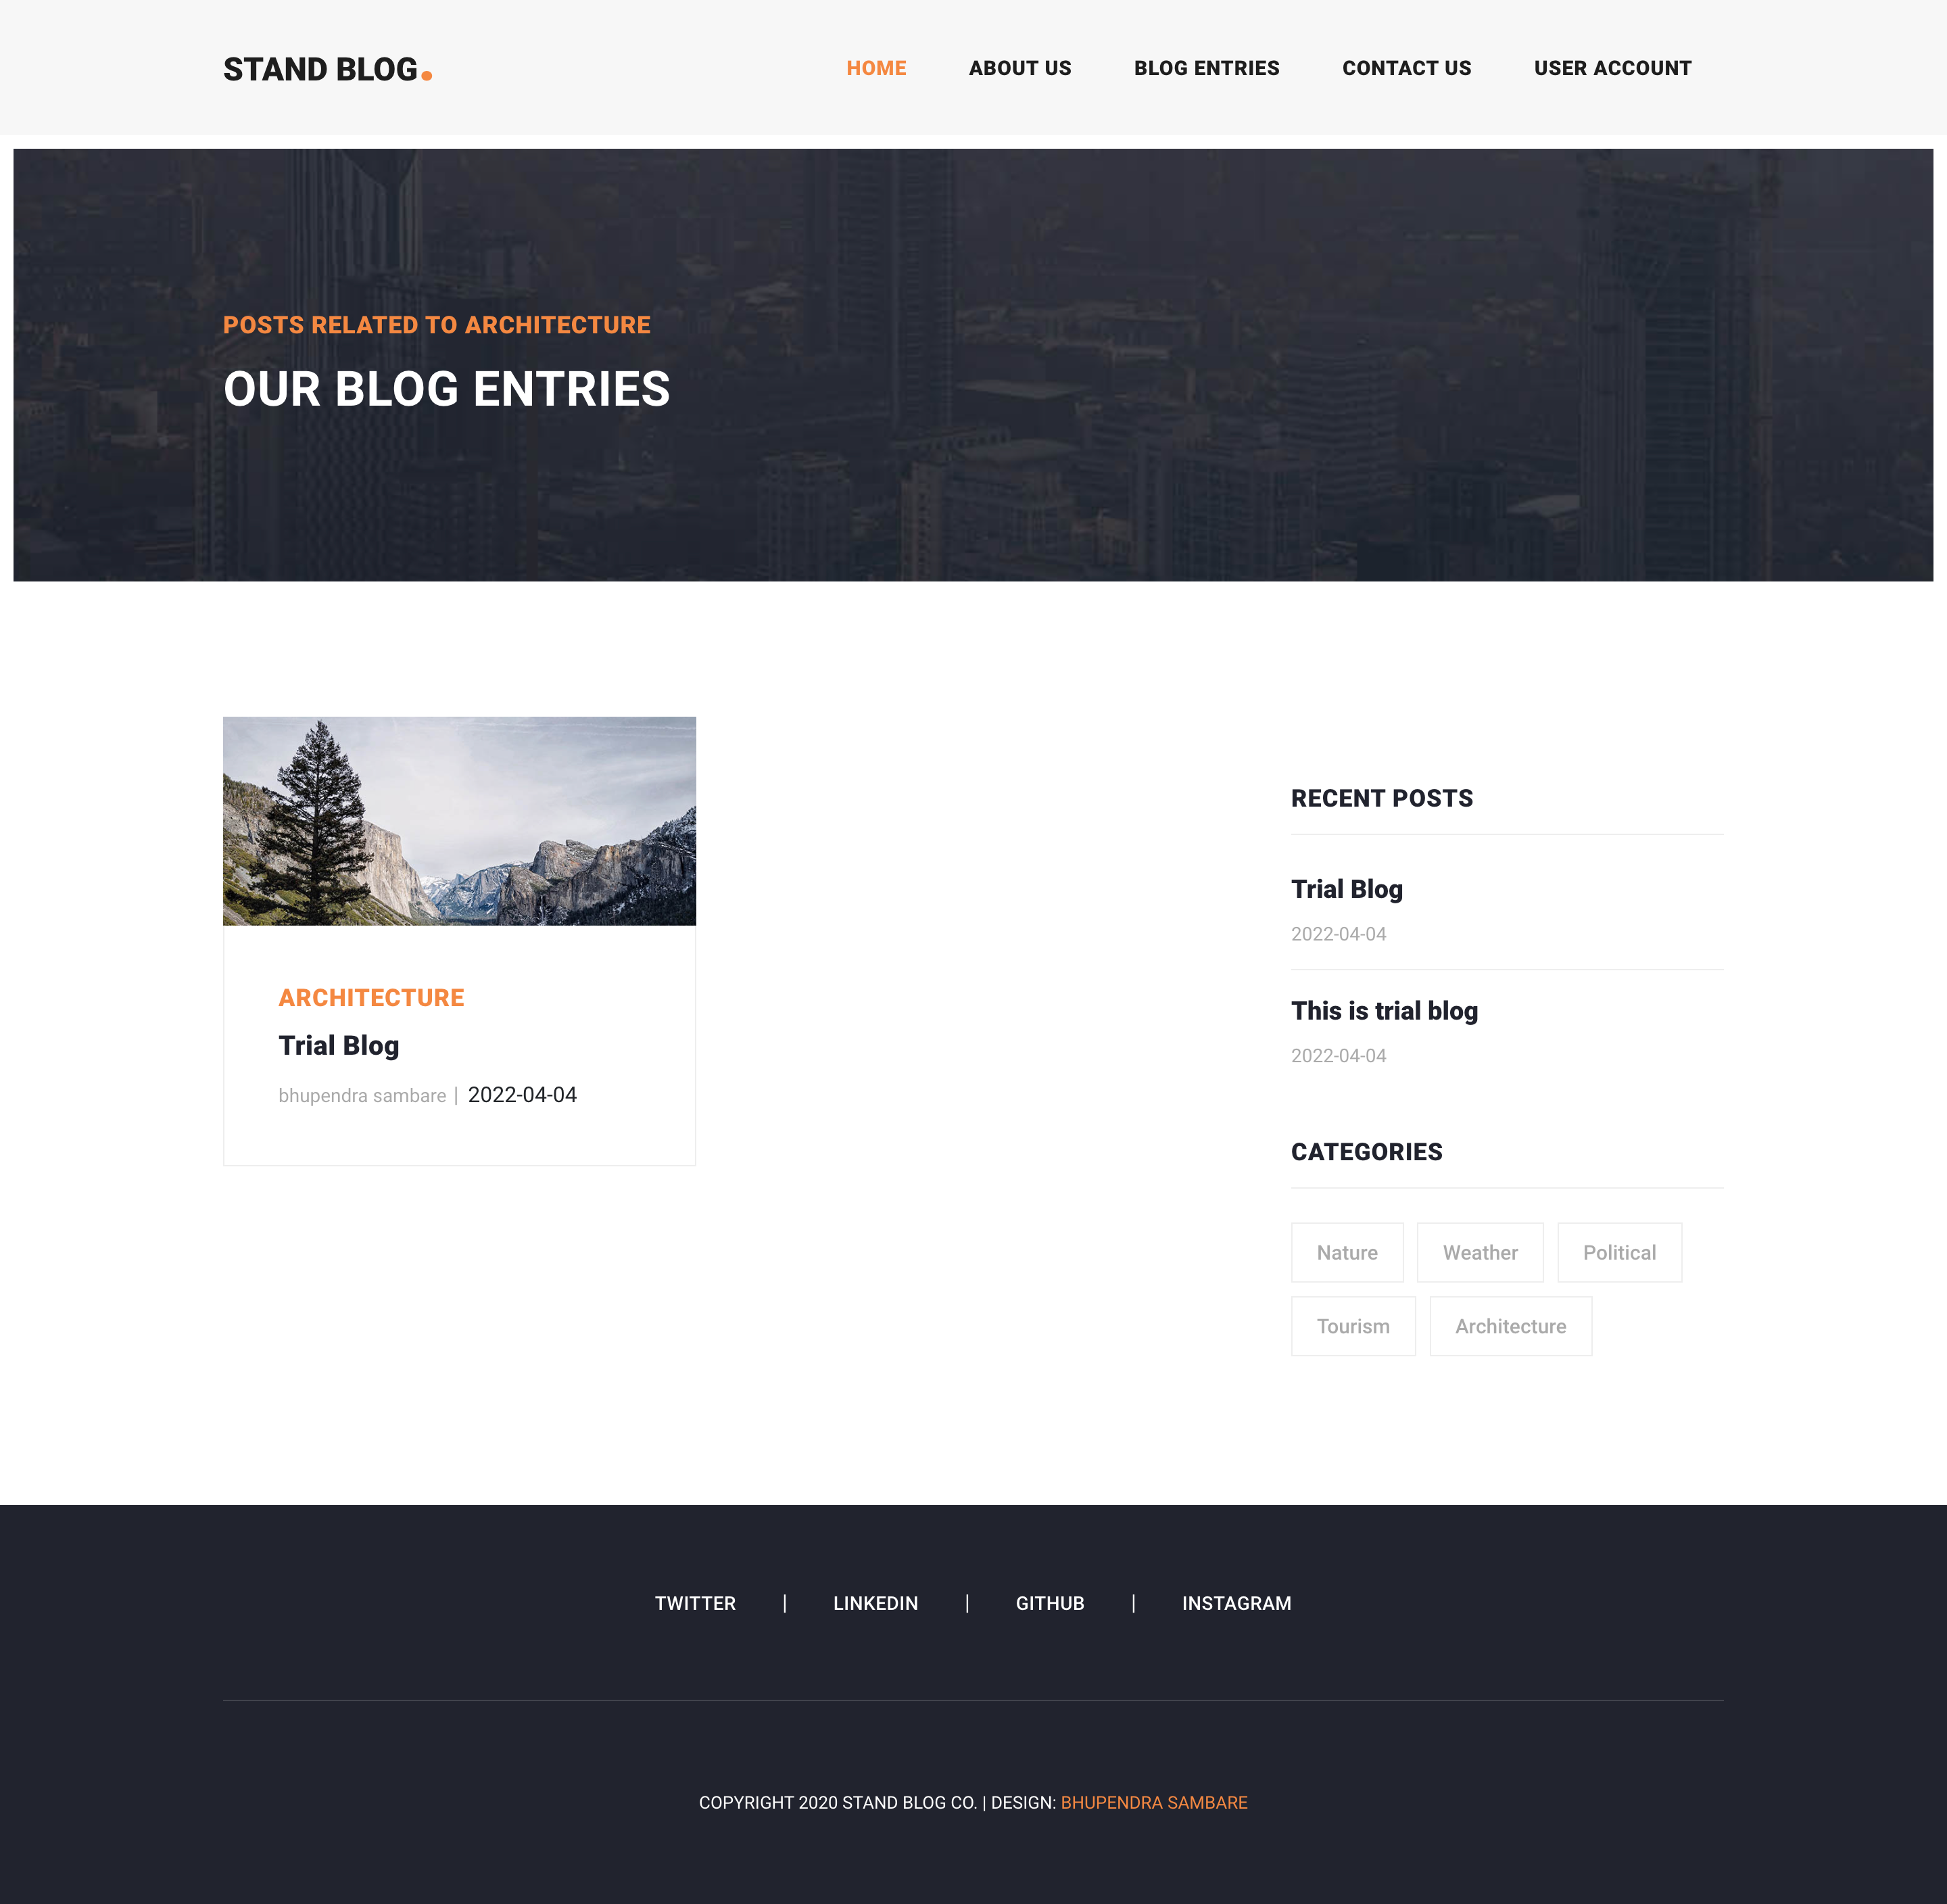 STAND BLOG.
HOME ABOUT US BLOG ENTRIES CONTACT US USER ACCOUNT
POSTS RELATED TO ARCHITECTURE
OUR BLOG ENTRIES
ARCHITECTURE
Trial Blog
bhupendra sambare | 2022-04-04
RECENT POSTS
Trial Blog
2022-04-04
This is trial blog
2022-04-04
CATEGORIES
Nature Weather Political
Tourism Architecture
TWITTER | LINKEDIN | GITHUB | INSTAGRAM
COPYRIGHT 2020 STAND BLOG CO. | DESIGN: BHUPENDRA SAMBARE